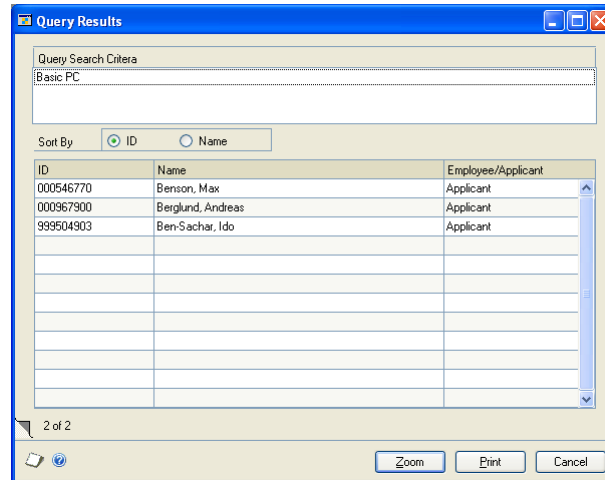 Query Results
Query Search Critera
Basic PC
Sort By ID Name
ID Name Employee/Applicant
000546770 Benson, Max Applicant
000967900 Berglund, Andreas Applicant
999504903 Ben-Sachar, Ido Applicant
2 of 2
Zoom Print Cancel